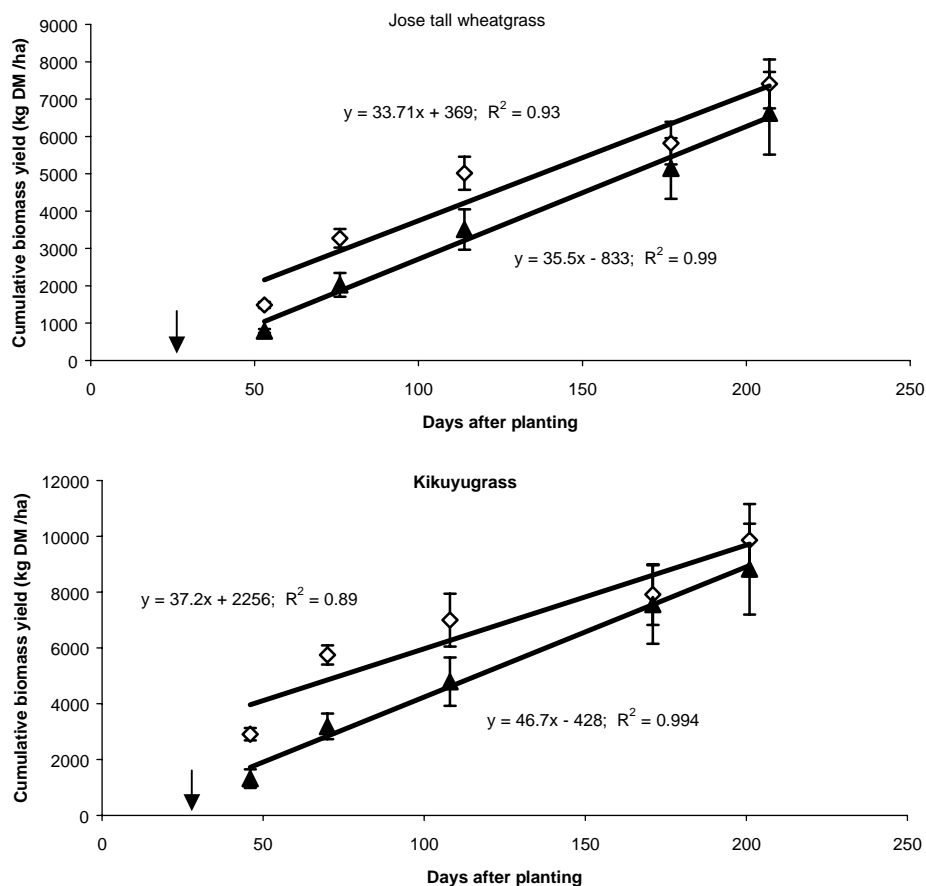 Jose tall wheatgrass
Cumulative biomass yield (kg DM /ha)
9000
8000
7000
6000
5000
4000
3000
2000
1000
0
y = 33.71x + 369;  R² = 0.93
y = 35.5x - 833;  R² = 0.99
0 50 100 150 200 250
Days after planting
Kikuyugrass
Cumulative biomass yield (kg DM /ha)
12000
10000
8000
6000
4000
2000
0
y = 37.2x + 2256;  R² = 0.89
y = 46.7x - 428;  R² = 0.994
0 50 100 150 200 250
Days after planting